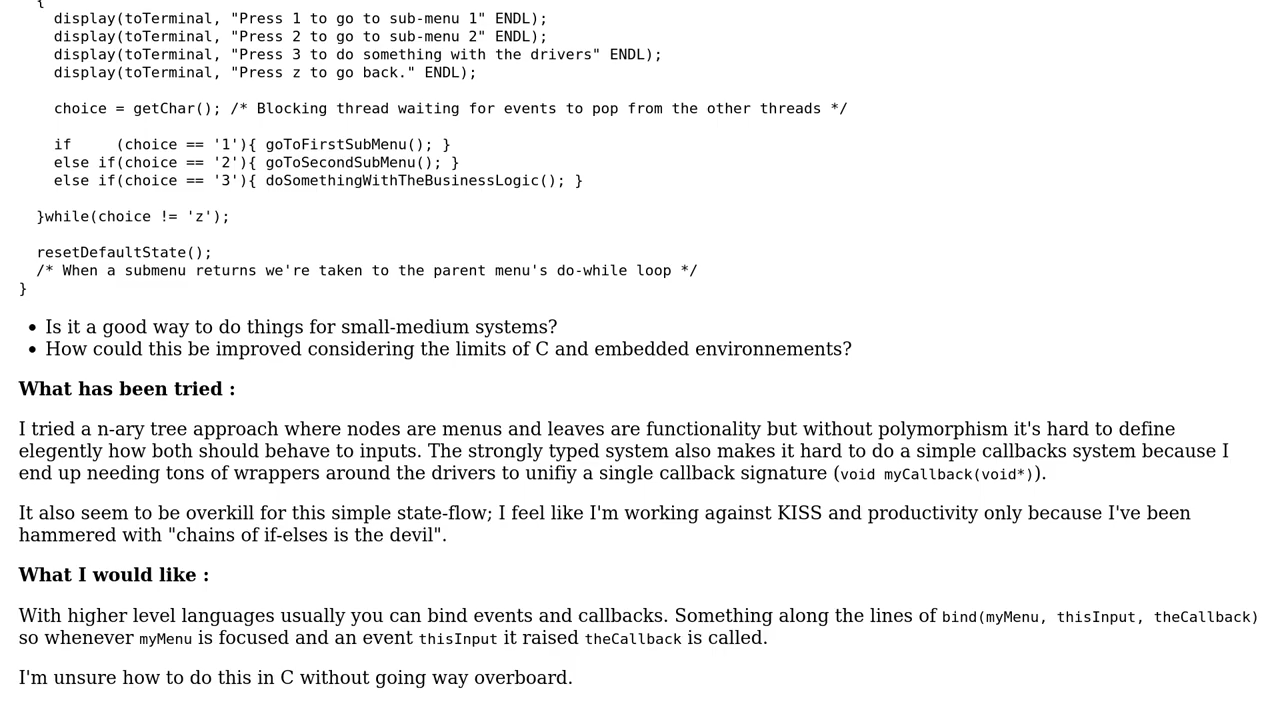 {
display(toTerminal, "Press 1 to go to sub-menu 1" ENDL);
display(toTerminal, "Press 2 to go to sub-menu 2" ENDL);
display(toTerminal, "Press 3 to do something with the drivers" ENDL);
display(toTerminal, "Press z to go back." ENDL);
choice = getChar(); /* Blocking thread waiting for events to pop from the other threads */
if     (choice == '1'){ goToFirstSubMenu(); }
else if(choice == '2'){ goToSecondSubMenu(); }
else if(choice == '3'){ doSomethingWithTheBusinessLogic(); }
}while(choice != 'z');
resetDefaultState();
/* When a submenu returns we're taken to the parent menu's do-while loop */
}
• Is it a good way to do things for small-medium systems?
• How could this be improved considering the limits of C and embedded environnements?
What has been tried :
I tried a n-ary tree approach where nodes are menus and leaves are functionality but without polymorphism it's hard to define
elegently how both should behave to inputs. The strongly typed system also makes it hard to do a simple callbacks system because I
end up needing tons of wrappers around the drivers to unifiy a single callback signature (void myCallback(void*)).
It also seem to be overkill for this simple state-flow; I feel like I'm working against KISS and productivity only because I've been
hammered with "chains of if-elses is the devil".
What I would like :
With higher level languages usually you can bind events and callbacks. Something along the lines of bind(myMenu, thisInput, theCallback)
so whenever myMenu is focused and an event thisInput it raised theCallback is called.
I'm unsure how to do this in C without going way overboard.